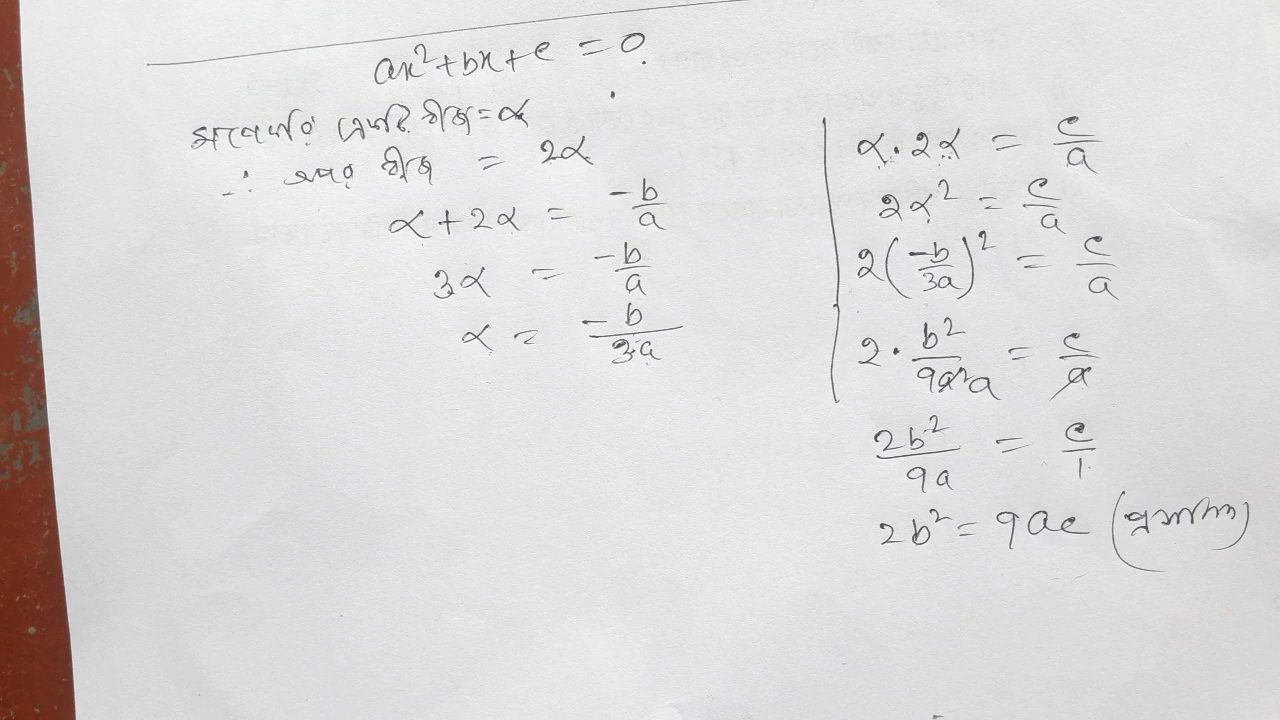 ax²+bx+c = 0
মনেকরি একটি বীজ = α
∴ অপর বীজ = 2α
α + 2α = -b/a
3α = -b/a
α = -b/3a
α·2α = c/a
2α² = c/a
2(-b/3a)² = c/a
2·b²/9a²a = c/a
2b²/9a = c/1
2b² = 9ac (প্রমাণিত)